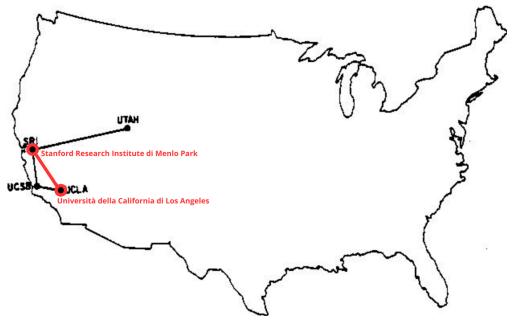 UTAH
SRI
Stanford Research Institute di Menlo Park
UCSB
UCLA
Università della California di Los Angeles